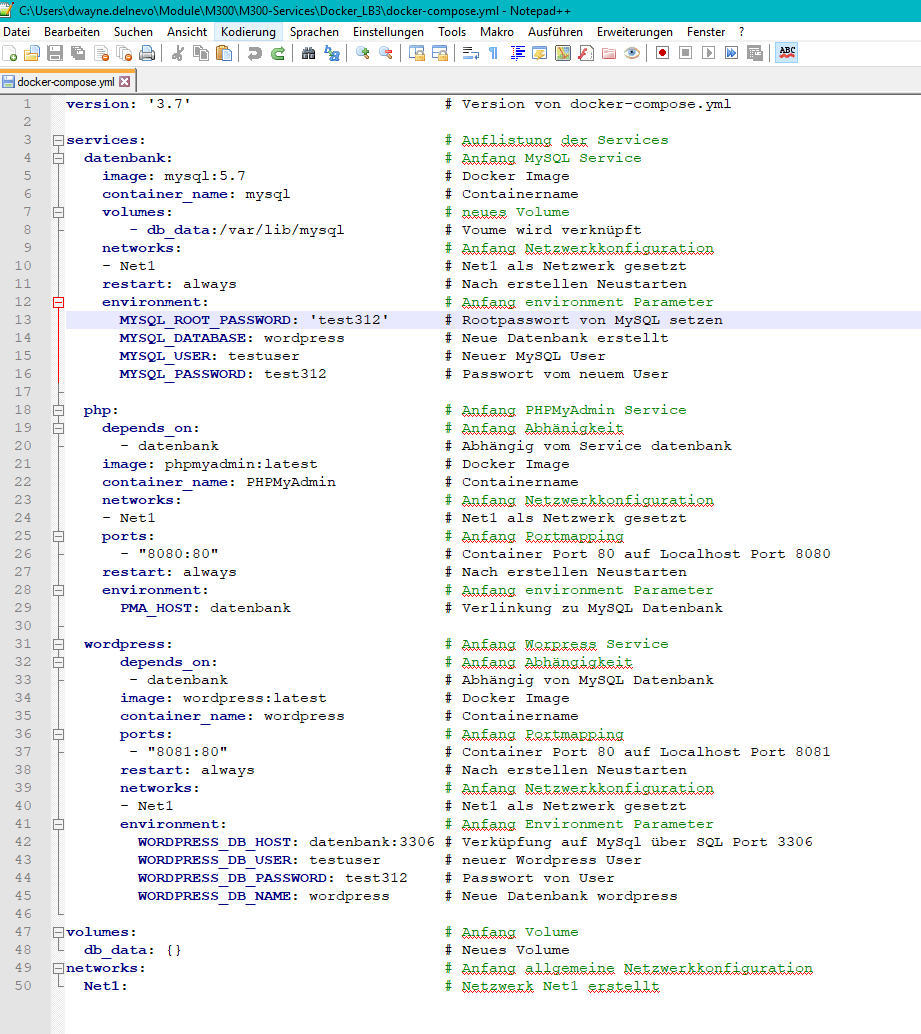 C:\Users\dwayne.delnevo\Module\M300\M300-Services\Docker_LB3\docker-compose.yml - Notepad++
Datei Bearbeiten Suchen Ansicht Kodierung Sprachen Einstellungen Tools Makro Ausführen Erweiterungen Fenster ?
ABC
docker-compose.yml
1 version: '3.7' # Version von docker-compose.yml
2
3 services: # Auflistung der Services
4 datenbank: # Anfang MySQL Service
5 image: mysql:5.7 # Docker Image
6 container_name: mysql # Containername
7 volumes: # neues Volume
8 - db_data:/var/lib/mysql # Voume wird verknüpft
9 networks: # Anfang Netzwerkkonfiguration
10 - Net1 # Net1 als Netzwerk gesetzt
11 restart: always # Nach erstellen Neustarten
12 environment: # Anfang environment Parameter
13 MYSQL_ROOT_PASSWORD: 'test312' # Rootpasswort von MySQL setzen
14 MYSQL_DATABASE: wordpress # Neue Datenbank erstellt
15 MYSQL_USER: testuser # Neuer MySQL User
16 MYSQL_PASSWORD: test312 # Passwort vom neuem User
17
18 php: # Anfang PHPMyAdmin Service
19 depends_on: # Anfang Abhänigkeit
20 - datenbank # Abhängig vom Service datenbank
21 image: phpmyadmin:latest # Docker Image
22 container_name: PHPMyAdmin # Containername
23 networks: # Anfang Netzwerkkonfiguration
24 - Net1 # Net1 als Netzwerk gesetzt
25 ports: # Anfang Portmapping
26 - "8080:80" # Container Port 80 auf Localhost Port 8080
27 restart: always # Nach erstellen Neustarten
28 environment: # Anfang environment Parameter
29 PMA_HOST: datenbank # Verlinkung zu MySQL Datenbank
30
31 wordpress: # Anfang Worpress Service
32 depends_on: # Anfang Abhängigkeit
33 - datenbank # Abhängig von MySQL Datenbank
34 image: wordpress:latest # Docker Image
35 container_name: wordpress # Containername
36 ports: # Anfang Portmapping
37 - "8081:80" # Container Port 80 auf Localhost Port 8081
38 restart: always # Nach erstellen Neustarten
39 networks: # Anfang Netzwerkkonfiguration
40 - Net1 # Net1 als Netzwerk gesetzt
41 environment: # Anfang Environment Parameter
42 WORDPRESS_DB_HOST: datenbank:3306 # Verküpfung auf MySql über SQL Port 3306
43 WORDPRESS_DB_USER: testuser # neuer Wordpress User
44 WORDPRESS_DB_PASSWORD: test312 # Passwort von User
45 WORDPRESS_DB_NAME: wordpress # Neue Datenbank wordpress
46
47 volumes: # Anfang Volume
48 db_data: {} # Neues Volume
49 networks: # Anfang allgemeine Netzwerkkonfiguration
50 Net1: # Netzwerk Net1 erstellt